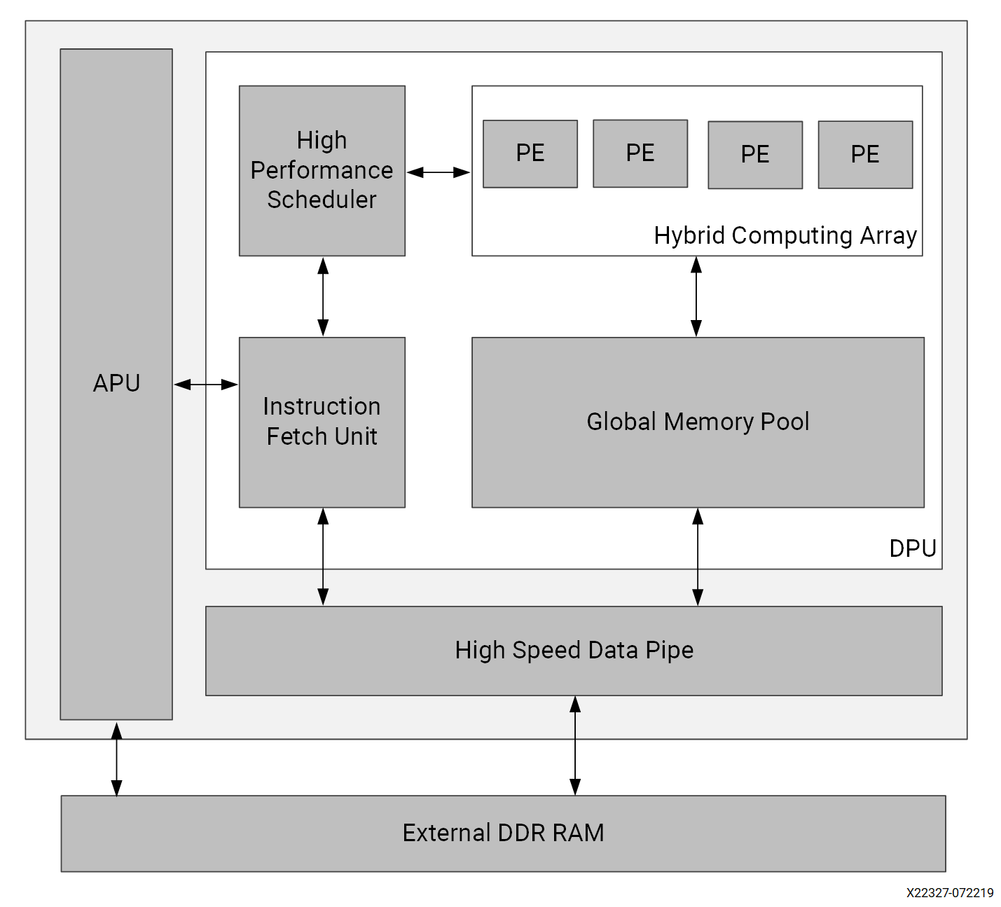 High
Performance
Scheduler
PE
PE
PE
PE
Hybrid Computing Array
APU
Instruction
Fetch Unit
Global Memory Pool
DPU
High Speed Data Pipe
External DDR RAM
X22327-072219